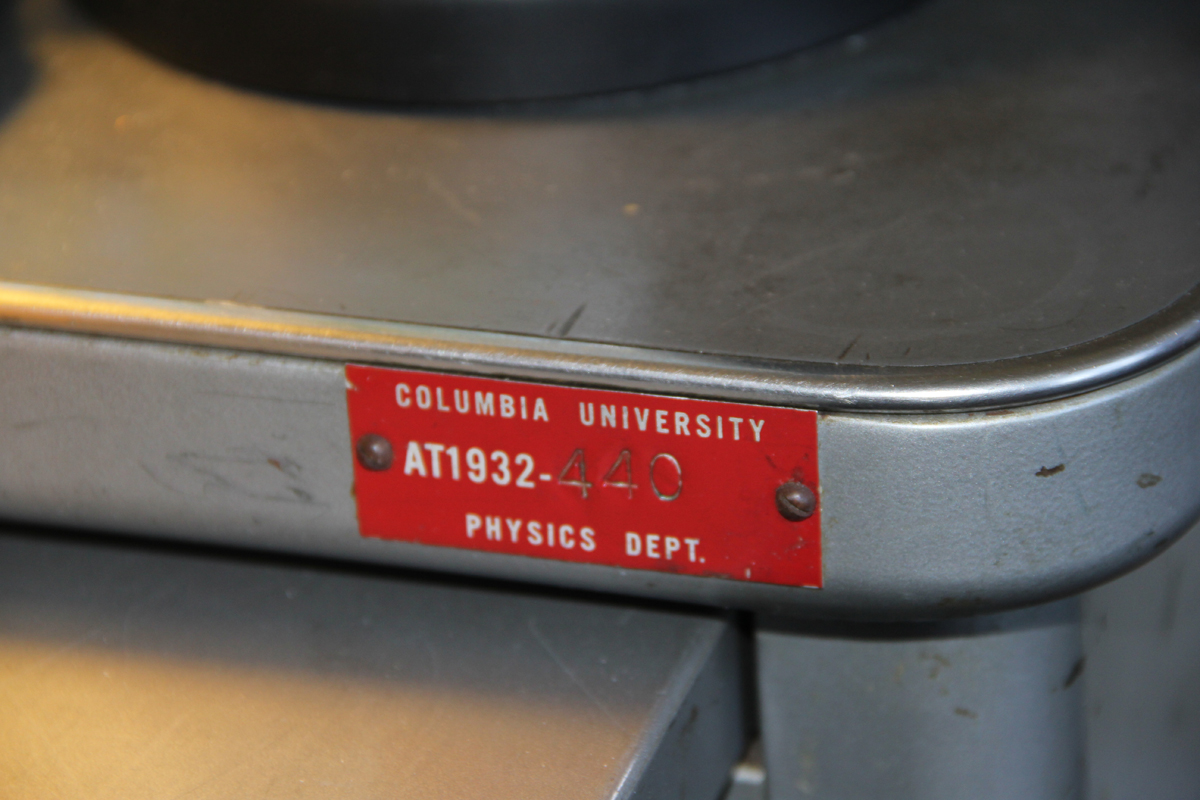 COLUMBIA UNIVERSITY
AT1932-440
PHYSICS DEPT.